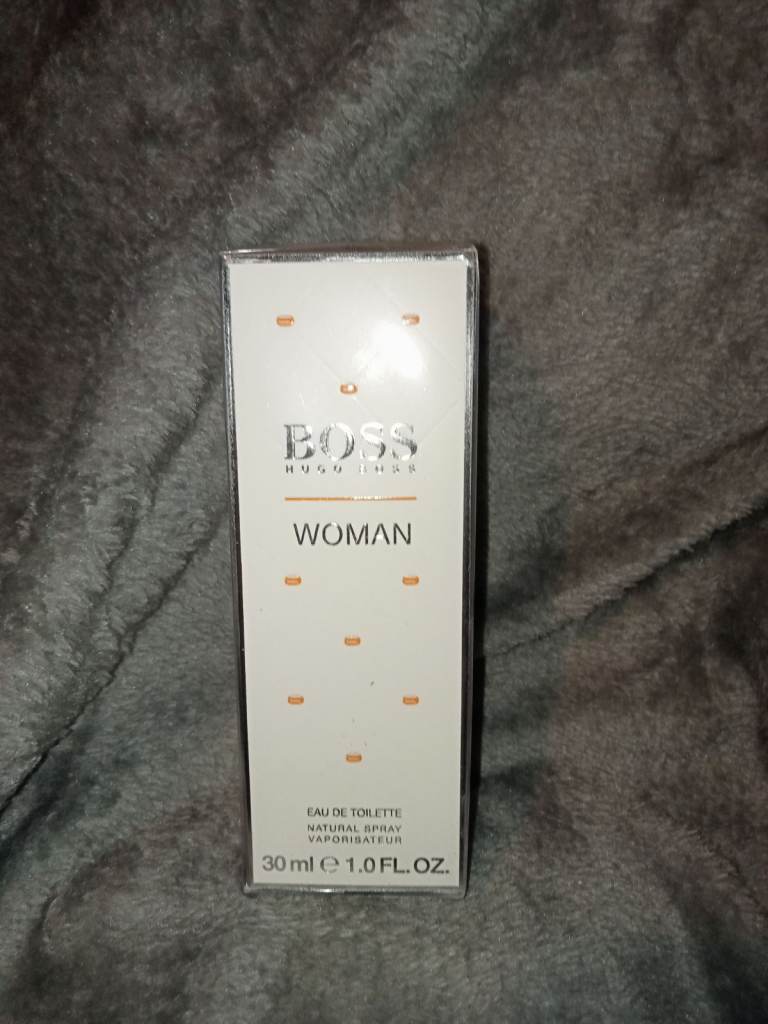 BOSS
HUGO BOSS
WOMAN
EAU DE TOILETTE
NATURAL SPRAY
VAPORISATEUR
30 ml ℮ 1.0 FL. OZ.